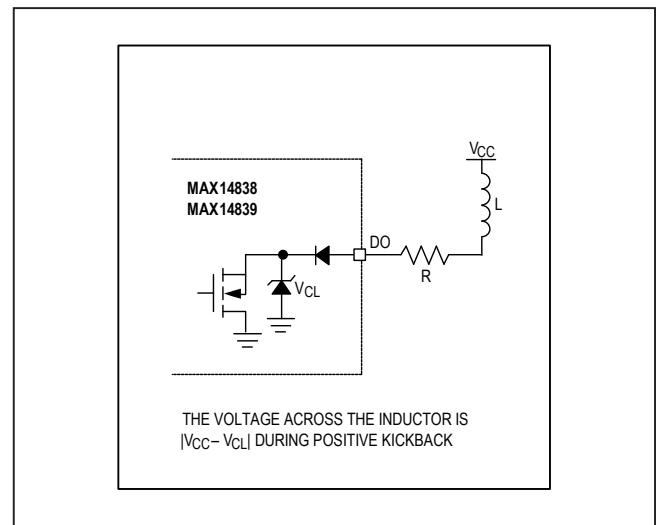 VCC
L
MAX14838
MAX14839
DO
R
VCL
THE VOLTAGE ACROSS THE INDUCTOR IS
|VCC– VCL| DURING POSITIVE KICKBACK